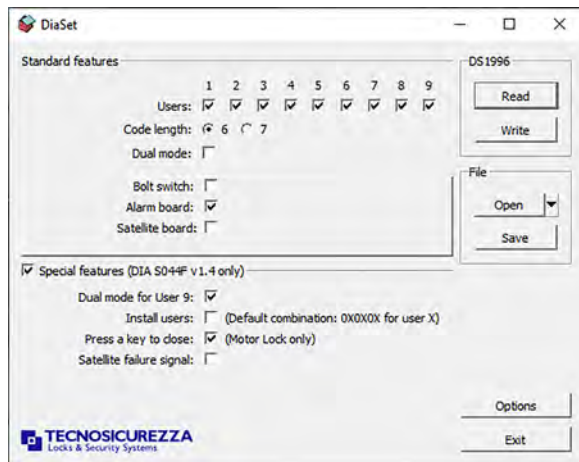 DiaSet
Standard features
1 2 3 4 5 6 7 8 9
Users:
Code length: 6 7
Dual mode:
Bolt switch:
Alarm board:
Satellite board:
DS1996
Read
Write
File
Open
Save
Special features (DIA S044F v1.4 only)
Dual mode for User 9:
Install users: (Default combination: 0X0X0X for user X)
Press a key to close: (Motor Lock only)
Satellite failure signal:
TECNOSICUREZZA
Locks & Security Systems
Options
Exit